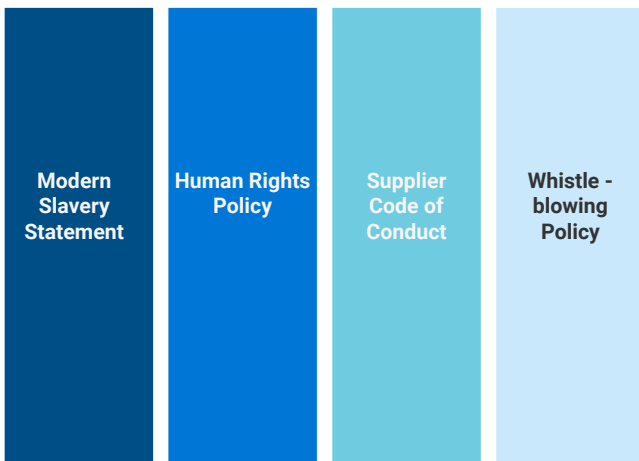 Modern
Slavery
Statement
Human Rights
Policy
Supplier
Code of
Conduct
Whistle -
blowing
Policy